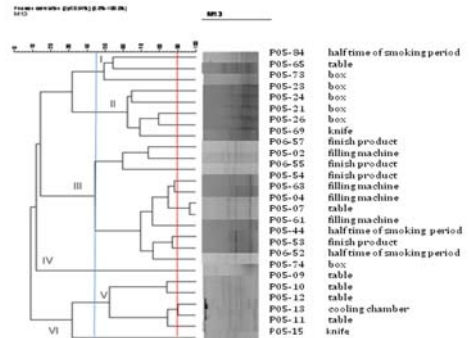 M13
M13
I
II
III
IV
V
VI
P05-84 half time of smoking period
P05-65 table
P05-73 box
P05-23 box
P05-24 box
P05-21 box
P05-26 box
P05-69 knife
P06-57 finish product
P05-02 filling machine
P06-55 finish product
P05-54 finish product
P05-63 filling machine
P05-04 filling machine
P05-07 table
P05-61 filling machine
P05-44 half time of smoking period
P05-53 finish product
P06-52 half time of smoking period
P05-74 box
P05-09 table
P05-10 table
P05-12 table
P05-13 cooling chamber
P05-11 table
P05-15 knife